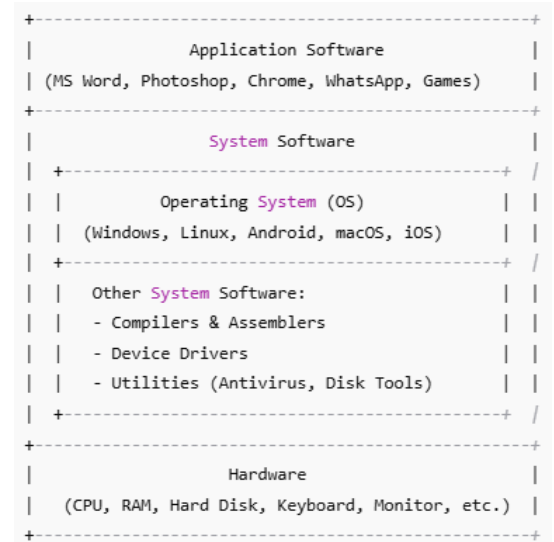 Application Software
(MS Word, Photoshop, Chrome, WhatsApp, Games)
System Software
Operating System (OS)
(Windows, Linux, Android, macOS, iOS)
Other System Software:
- Compilers & Assemblers
- Device Drivers
- Utilities (Antivirus, Disk Tools)
Hardware
(CPU, RAM, Hard Disk, Keyboard, Monitor, etc.)